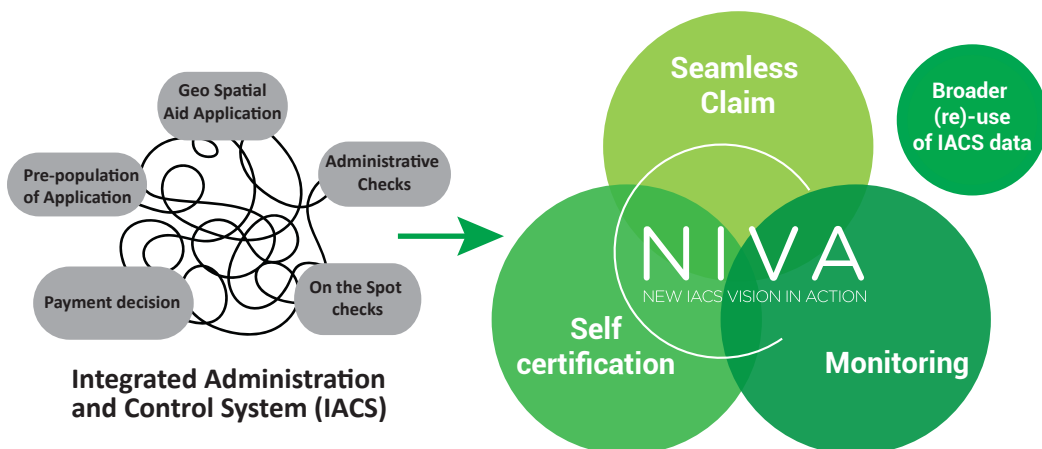 Geo Spatial
Aid Application
Pre-population
of Application
Administrative
Checks
Payment decision
On the Spot
checks
Integrated Administration
and Control System (IACS)
Seamless
Claim
Broader
(re)-use
of IACS data
NIVA
NEW IACS VISION IN ACTION
Self
certification
Monitoring